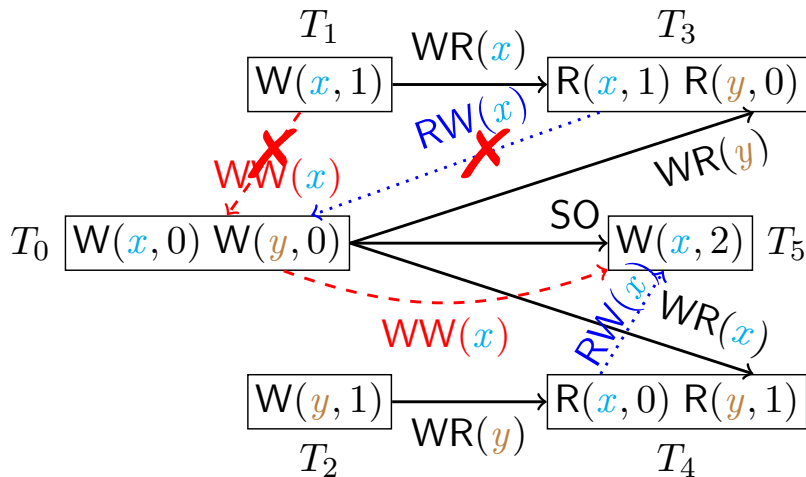 T₁
T₃
W(x, 1)
WR(x)
R(x, 1) R(y, 0)
RW(x)
WW(x)
WR(y)
T₀
W(x, 0) W(y, 0)
SO
W(x, 2)
T₅
WW(x)
RW(x)
WR(x)
W(y, 1)
WR(y)
R(x, 0) R(y, 1)
T₂
T₄